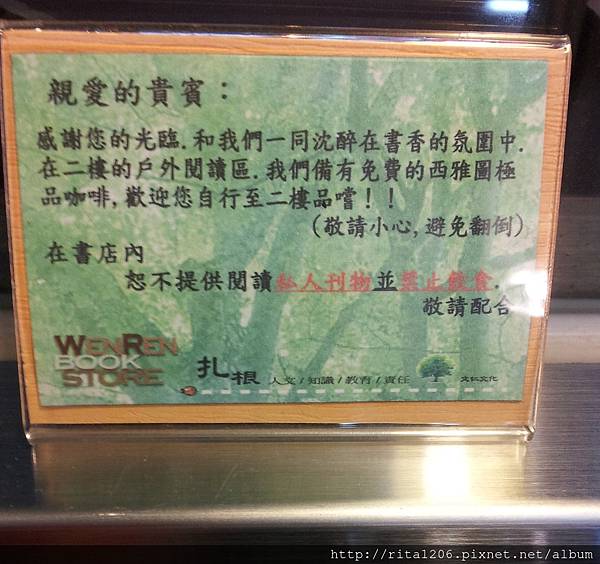 親愛的貴賓：
感謝您的光臨.和我們一同沈醉在書香的氛圍中.
在二樓的戶外閱讀區.我們備有免費的西雅圖極
品咖啡,歡迎您自行至二樓品嚐！！
(敬請小心,避免翻倒)
在書店內
恕不提供閱讀私人刊物並禁止飲食.
敬請配合
WENREN
BOOK
STORE
扎根 人文/知識/教育/責任 文仁文化
http://rita1206.pixnet.net/album